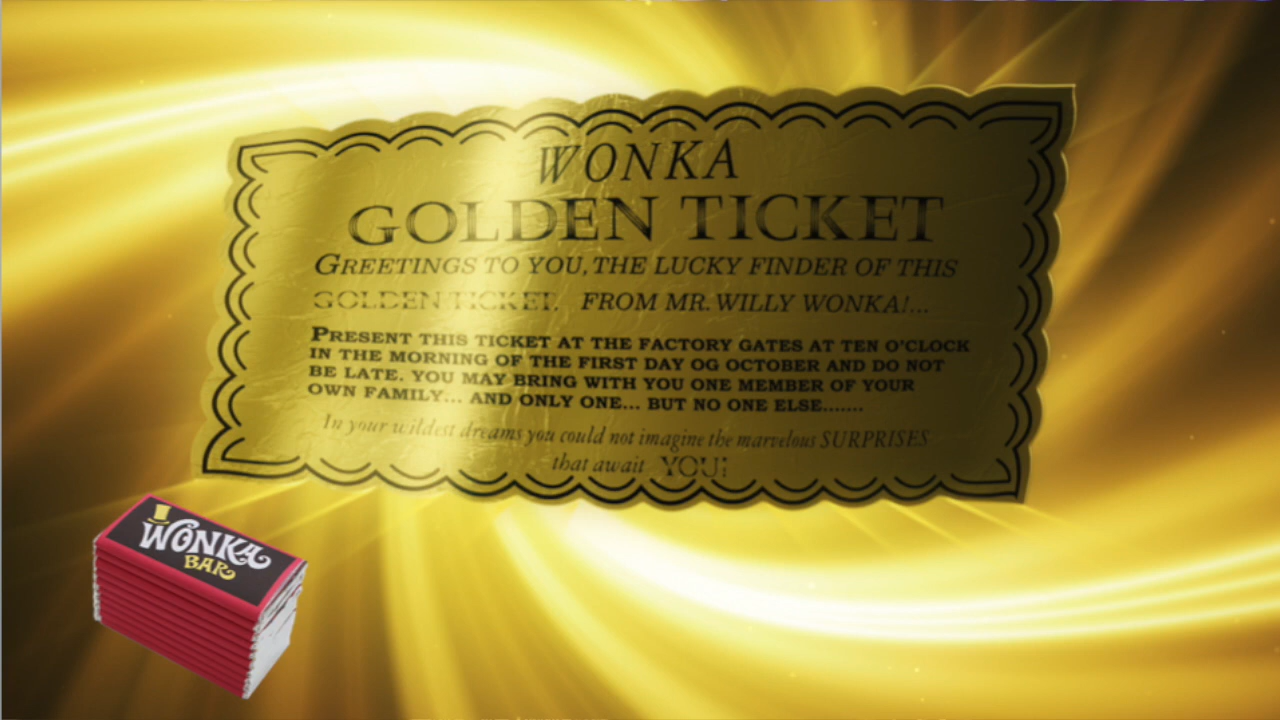 WONKA
GOLDEN TICKET
GREETINGS TO YOU, THE LUCKY FINDER OF THIS
GOLDEN TICKET, FROM MR. WILLY WONKA!...
PRESENT THIS TICKET AT THE FACTORY GATES AT TEN O'CLOCK
IN THE MORNING OF THE FIRST DAY OG OCTOBER AND DO NOT
BE LATE. YOU MAY BRING WITH YOU ONE MEMBER OF YOUR
OWN FAMILY... AND ONLY ONE... BUT NO ONE ELSE.......
In your wildest dreams you could not imagine the marvelous SURPRISES
that await YOU!
WONKA
BAR